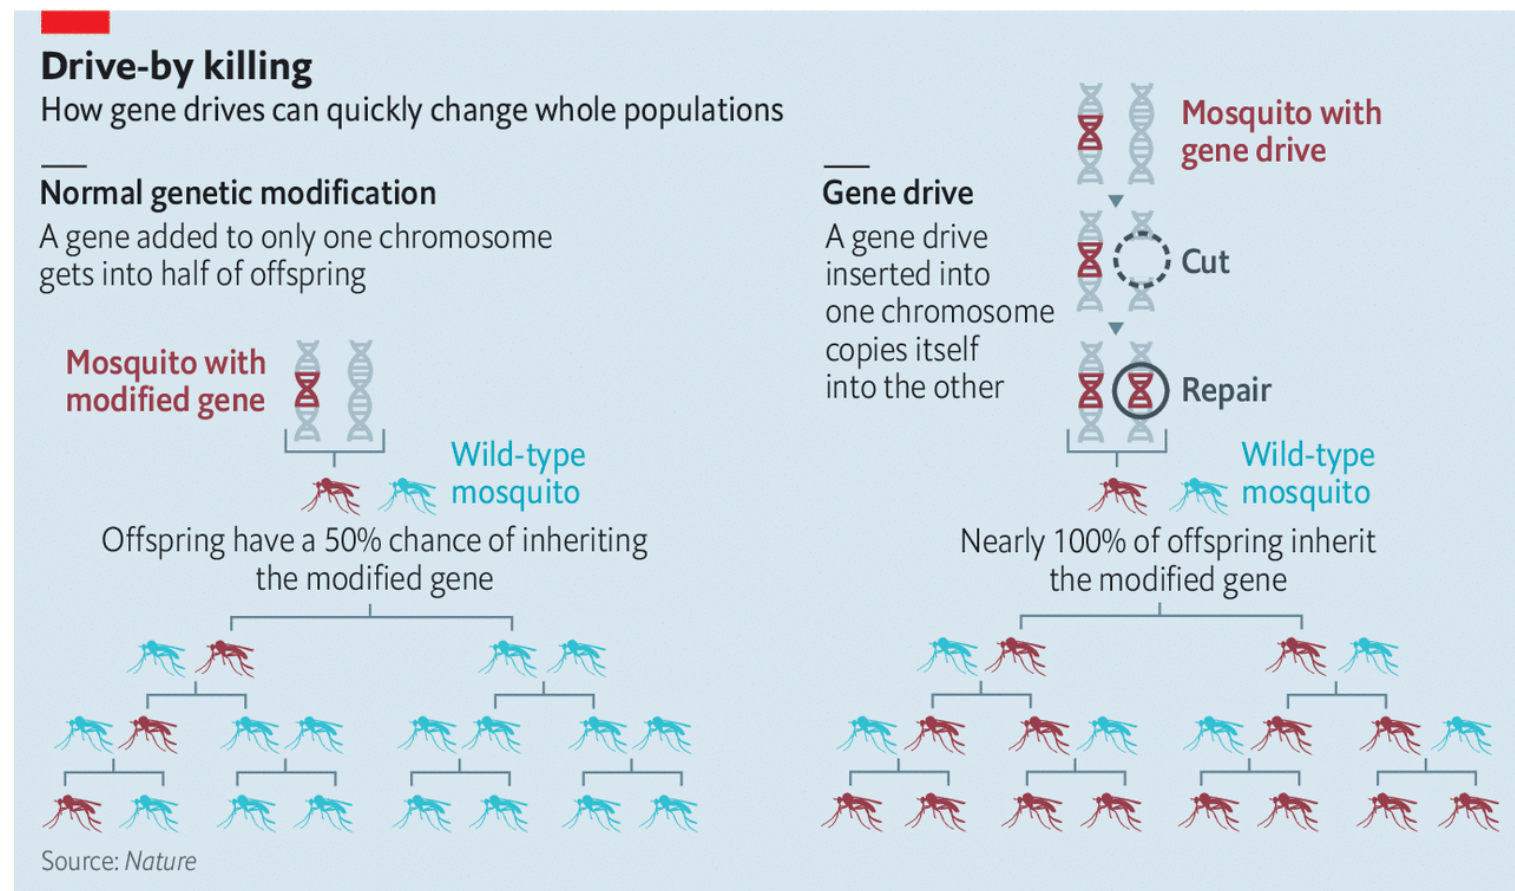 Drive-by killing
How gene drives can quickly change whole populations
Normal genetic modification
A gene added to only one chromosome
gets into half of offspring
Mosquito with
modified gene
Wild-type
mosquito
Offspring have a 50% chance of inheriting
the modified gene
Gene drive
A gene drive
inserted into
one chromosome
copies itself
into the other
Mosquito with
gene drive
Cut
Repair
Wild-type
mosquito
Nearly 100% of offspring inherit
the modified gene
Source: Nature